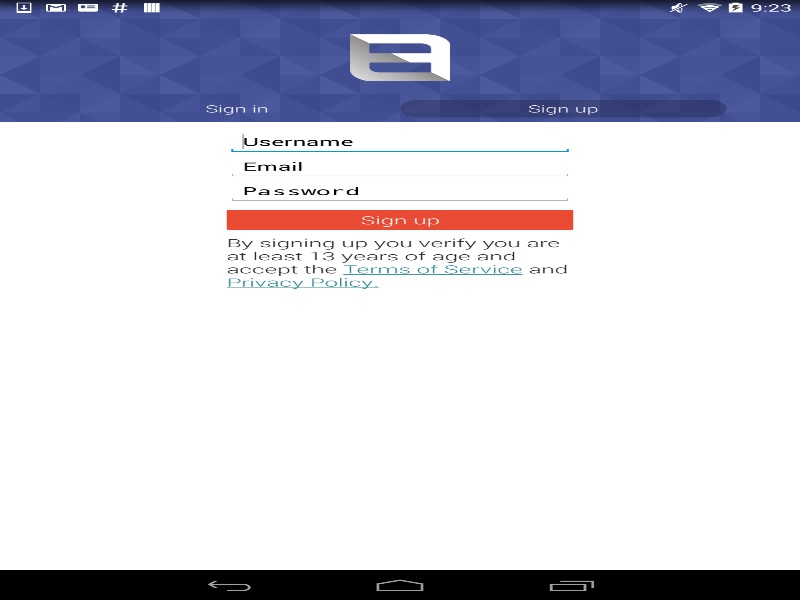 9:23
Sign in
Sign up
Username
Email
Password
Sign up
By signing up you verify you are
at least 13 years of age and
accept the Terms of Service and
Privacy Policy.